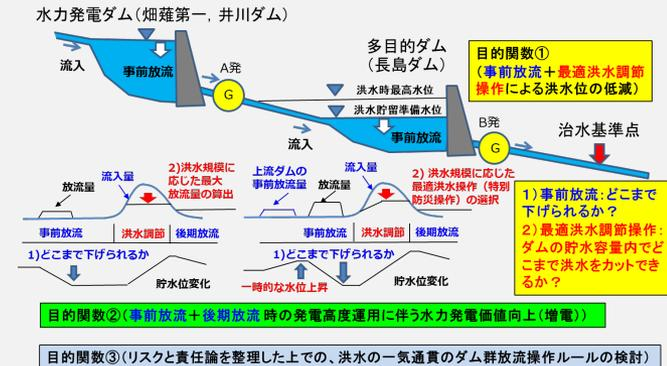 水力発電ダム(畑薙第一, 井川ダム)
多目的ダム
(長島ダム)
目的関数①
(事前放流+最適洪水調節
操作による洪水位の低減)
流入
事前放流
A発
G
洪水時最高水位
洪水貯留準備水位
流入
事前放流
B発
G
治水基準点
流入量
放流量
2)洪水規模に
応じた最大
放流量の算出
事前放流
洪水調節
後期放流
1)どこまで下げられるか
貯水位変化
上流ダムの
事前放流量
流入量
放流量
2) 洪水規模に応じた
最適洪水操作(特別
防災操作)の選択
事前放流
洪水調節
後期放流
1)どこまで下げられるか
一時的な水位上昇
貯水位変化
1)事前放流:どこまで
下げられるか?
2)最適洪水調節操作:
ダムの貯水容量内でど
こまで洪水をカットでき
るか?
目的関数②(事前放流+後期放流 時の発電高度運用に伴う水力発電価値向上(増電))
目的関数③(リスクと責任論を整理した上での、洪水の一気通貫のダム群放流操作ルールの検討)